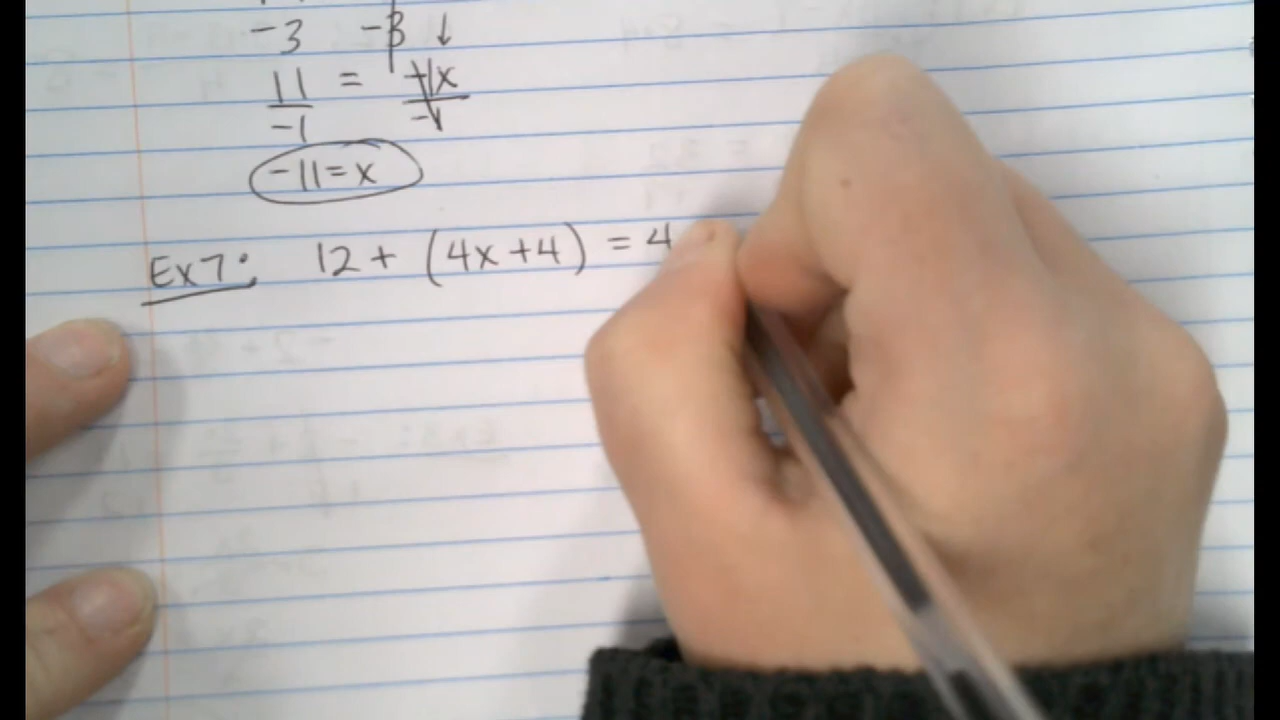 -3 -3 ↓
11 = -1x
-1 -1
-11=x
Ex7: 12 + (4x+4) = 4